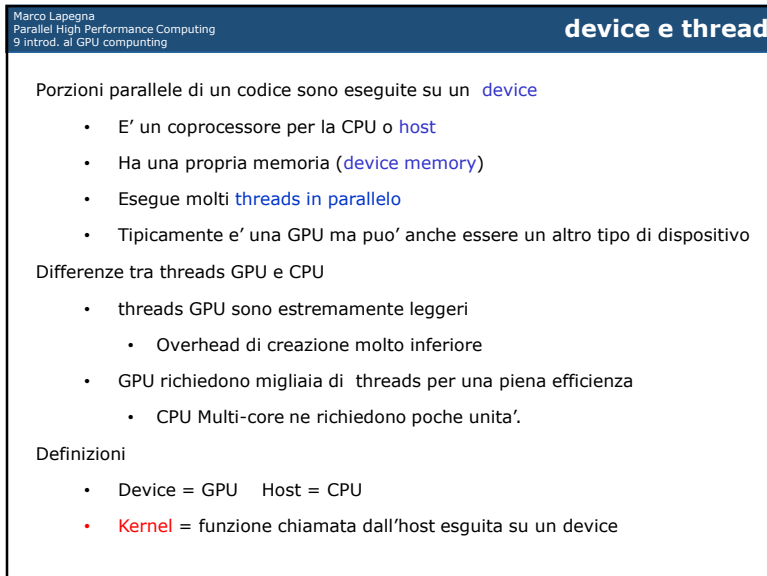 Marco Lapegna
Parallel High Performance Computing
9 introd. al GPU compunting
device e thread
Porzioni parallele di un codice sono eseguite su un device
• E' un coprocessore per la CPU o host
• Ha una propria memoria (device memory)
• Esegue molti threads in parallelo
• Tipicamente e' una GPU ma puo' anche essere un altro tipo di dispositivo
Differenze tra threads GPU e CPU
• threads GPU sono estremamente leggeri
• Overhead di creazione molto inferiore
• GPU richiedono migliaia di threads per una piena efficienza
• CPU Multi-core ne richiedono poche unita'.
Definizioni
• Device = GPU Host = CPU
• Kernel = funzione chiamata dall'host esguita su un device